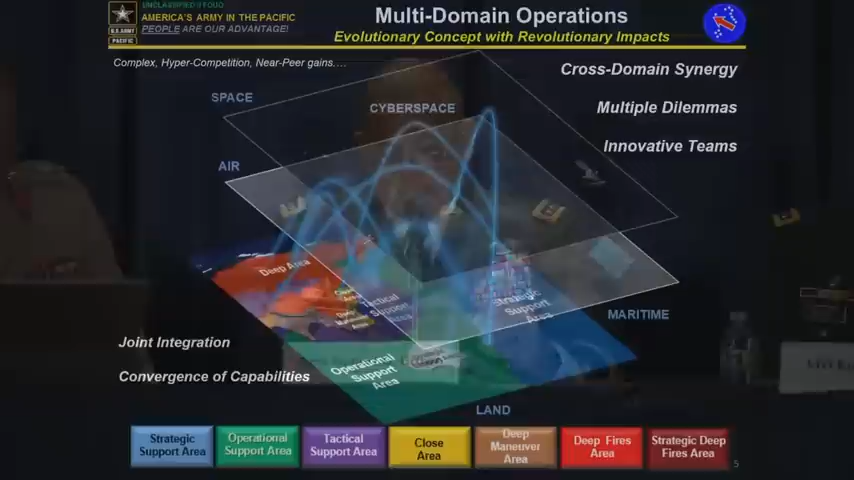 UNCLASSIFIED // FOUO
AMERICA'S ARMY IN THE PACIFIC
PEOPLE ARE OUR ADVANTAGE!
U.S. ARMY
PACIFIC
Multi-Domain Operations
Evolutionary Concept with Revolutionary Impacts
Complex, Hyper-Competition, Near-Peer gains….
Cross-Domain Synergy
Multiple Dilemmas
Innovative Teams
SPACE
CYBERSPACE
AIR
Deep Area
Tactical
Support
Area
Strategic
Support
Area
Operational
Support
Area
MARITIME
LAND
Joint Integration
Convergence of Capabilities
Strategic
Support Area
Operational
Support Area
Tactical
Support Area
Close
Area
Deep
Maneuver
Area
Deep Fires
Area
Strategic Deep
Fires Area
5